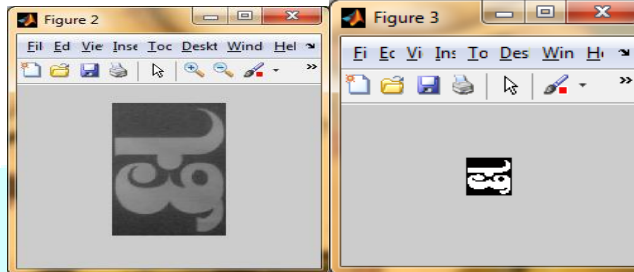 Figure 2
Fil Ed Vie Inse Toc Deskt Wind Hel
Figure 3
Fi Ec Vi Ins To Des Win H